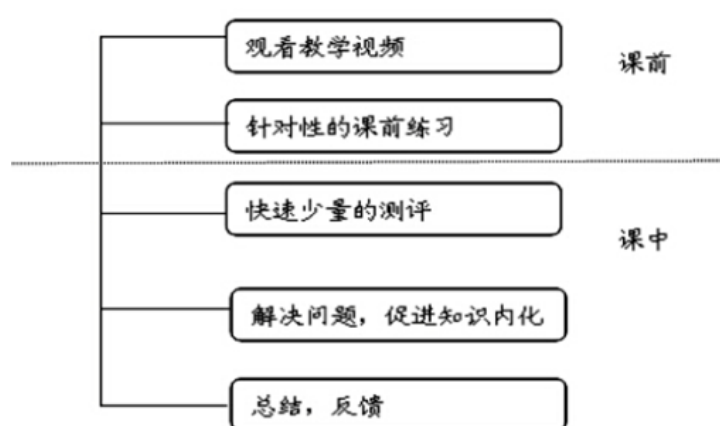 观看教学视频
课前
针对性的课前练习
快速少量的测评
课中
解决问题，促进知识内化
总结，反馈